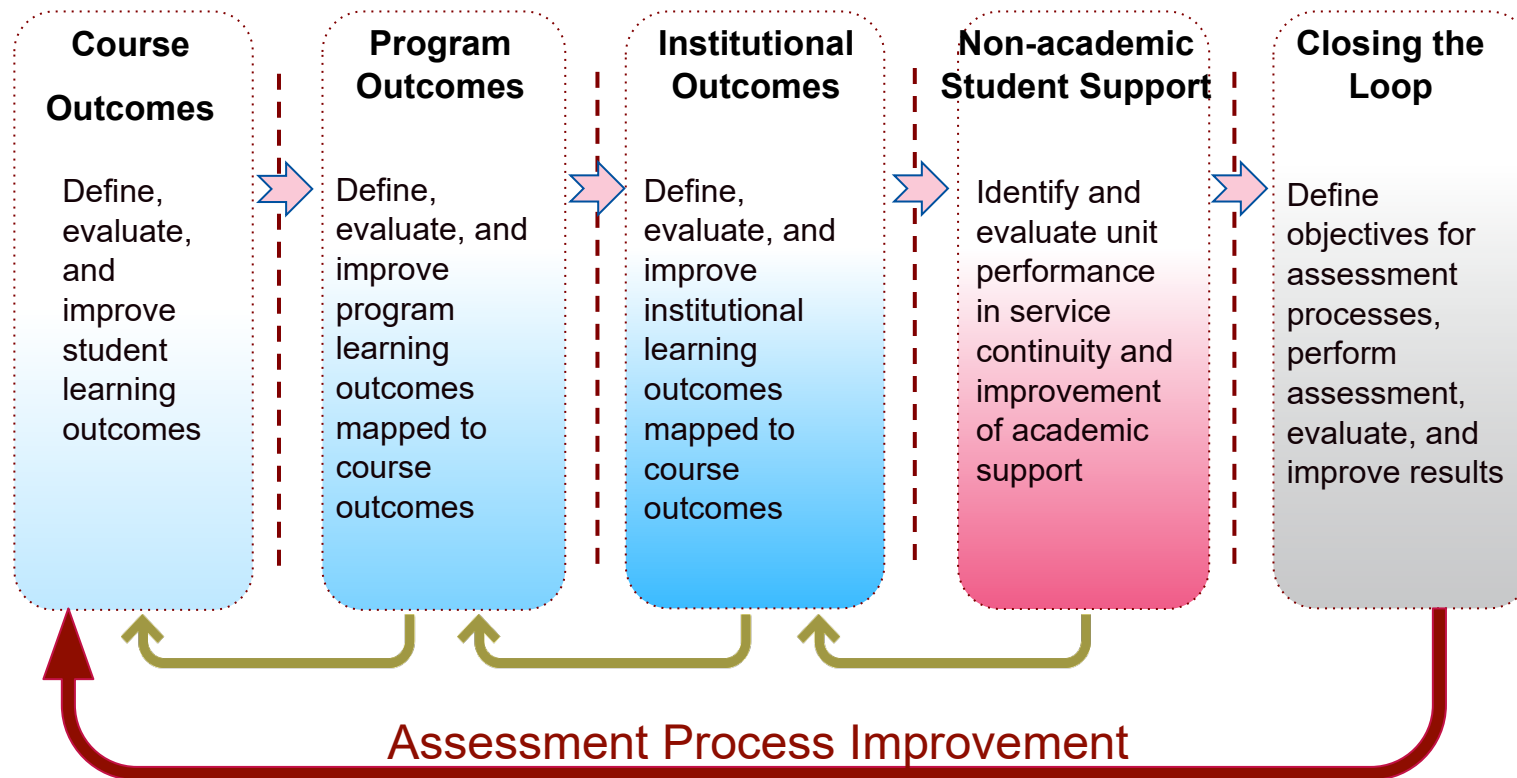 Course
Outcomes
Define,
evaluate,
and
improve
student
learning
outcomes
Program
Outcomes
Define,
evaluate, and
improve
program
learning
outcomes
mapped to
course
outcomes
Institutional
Outcomes
Define,
evaluate, and
improve
institutional
learning
outcomes
mapped to
course
outcomes
Non-academic
Student Support
Identify and
evaluate unit
performance
in service
continuity and
improvement
of academic
support
Closing the
Loop
Define
objectives for
assessment
processes,
perform
assessment,
evaluate, and
improve results
Assessment Process Improvement